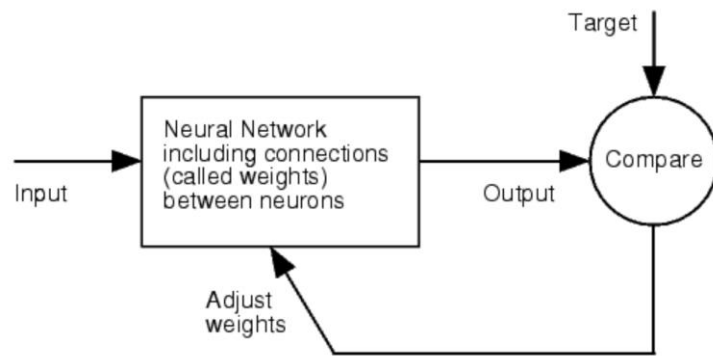 Target
Neural Network
including connections
(called weights)
between neurons
Compare
Input
Output
Adjust
weights